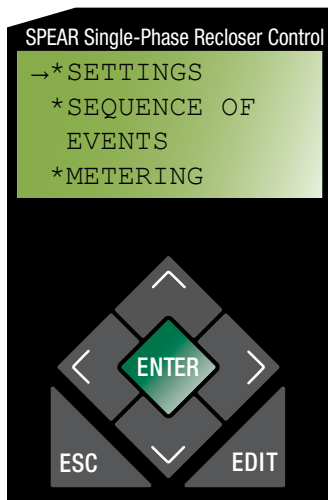 SPEAR Single-Phase Recloser Control
→*SETTINGS
*SEQUENCE OF
EVENTS
*METERING
ENTER
ESC
EDIT